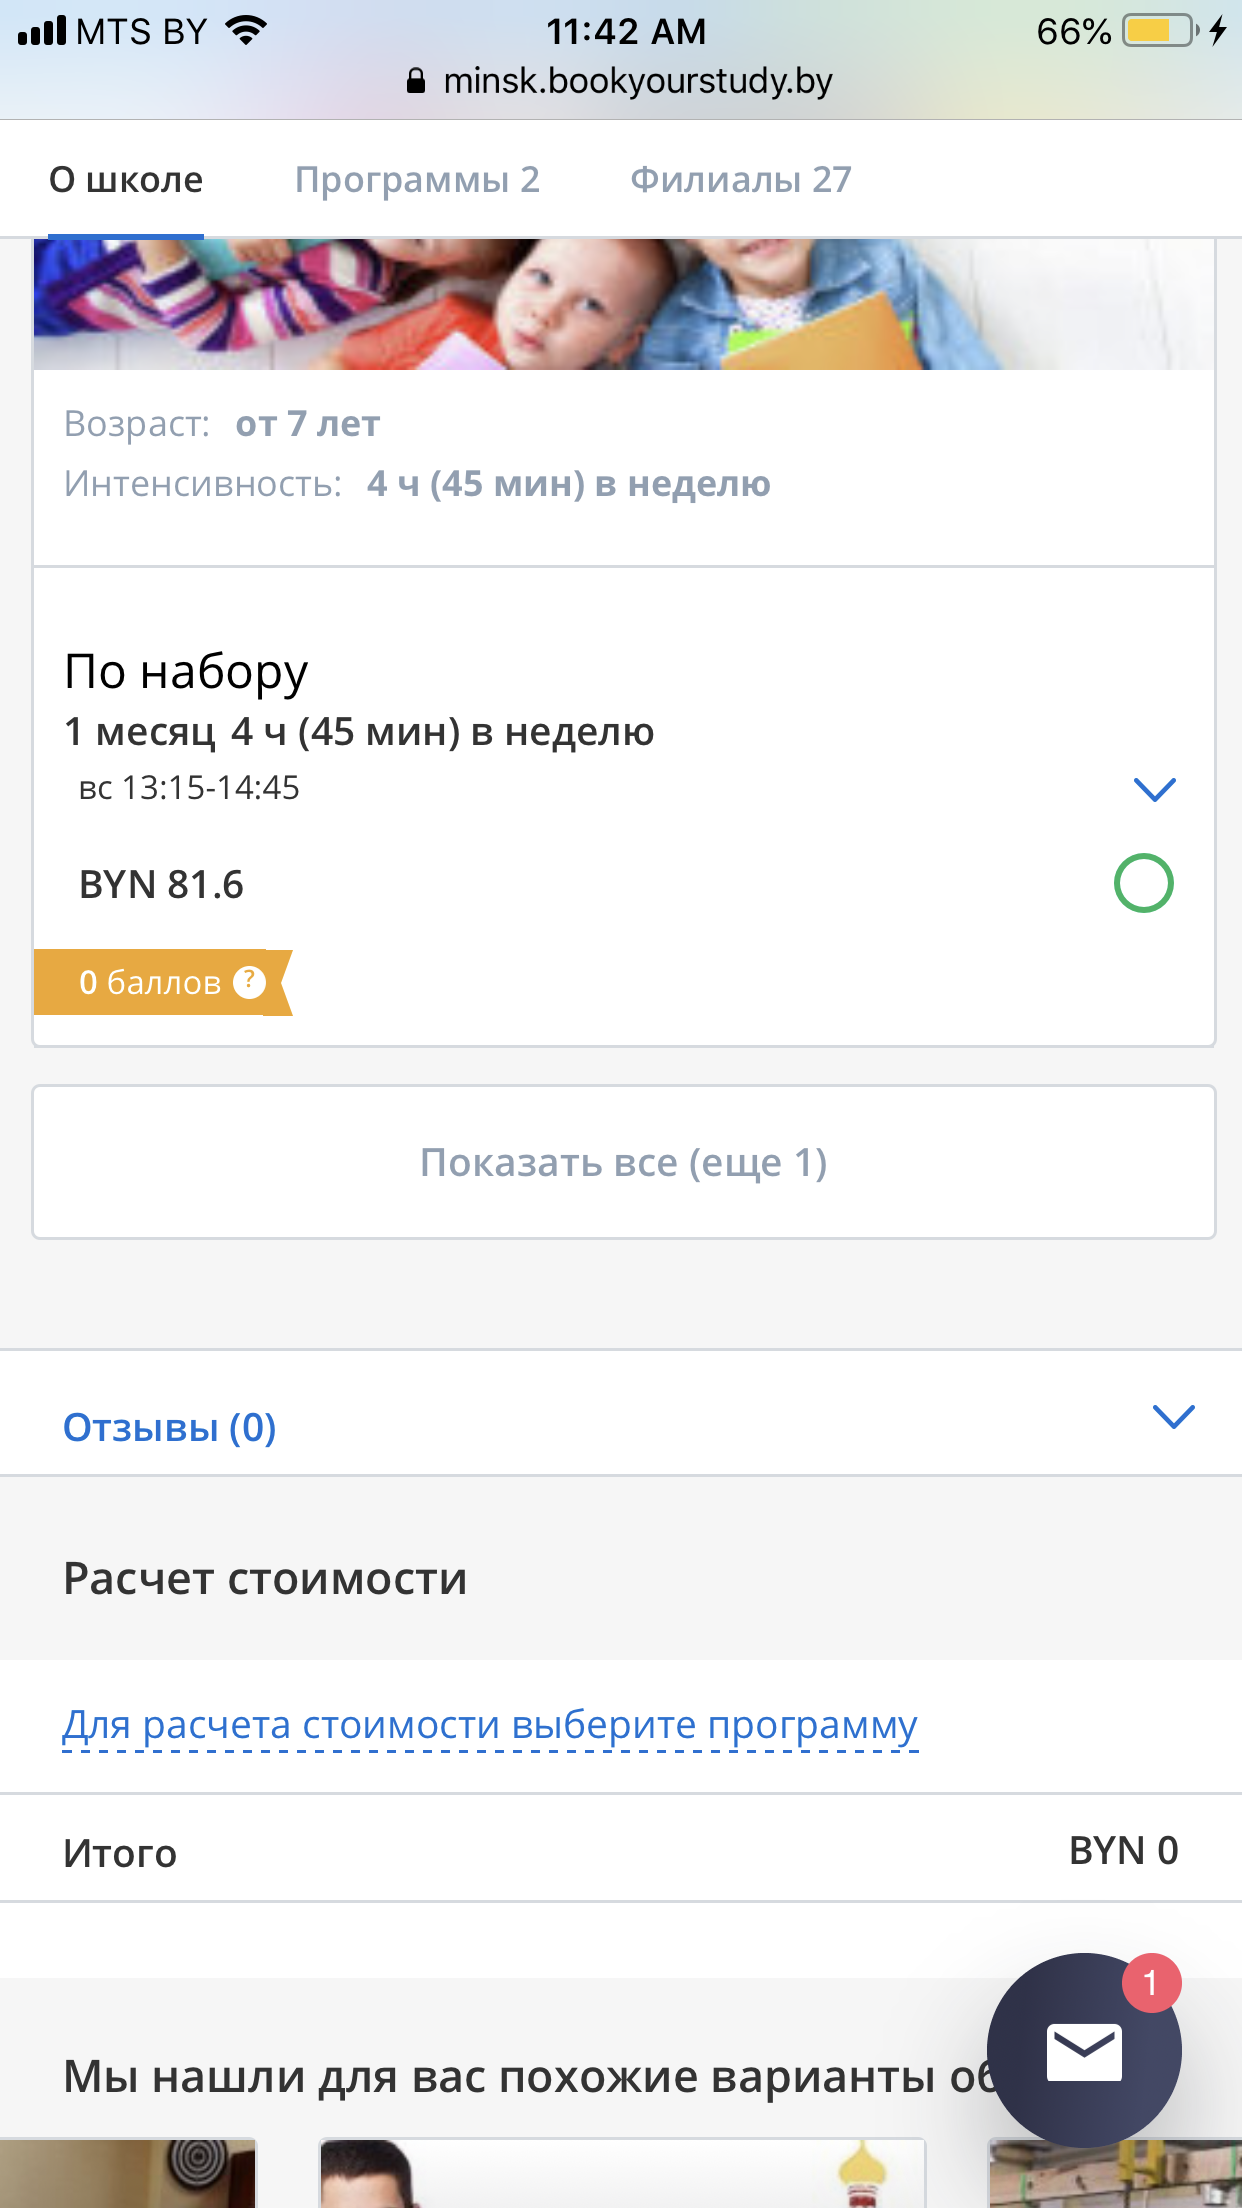 MTS BY 11:42 AM 66%
minsk.bookyourstudy.by
О школе Программы 2 Филиалы 27
Возраст: от 7 лет
Интенсивность: 4 ч (45 мин) в неделю
По набору
1 месяц 4 ч (45 мин) в неделю
вс 13:15-14:45
BYN 81.6
0 баллов ?
Показать все (еще 1)
Отзывы (0)
Расчет стоимости
Для расчета стоимости выберите программу
Итого BYN 0
1
Мы нашли для вас похожие варианты об